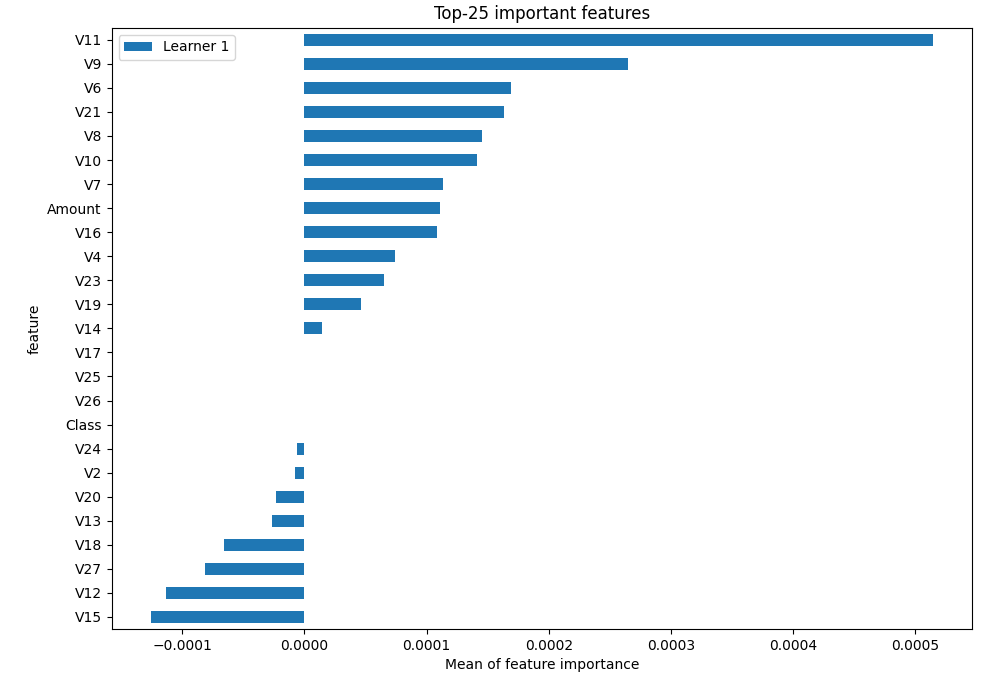 Top-25 important features
Learner 1
V11
V9
V6
V21
V8
V10
V7
Amount
V16
V4
V23
V19
V14
V17
V25
V26
Class
V24
V2
V20
V13
V18
V27
V12
V15
feature
−0.0001 0.0000 0.0001 0.0002 0.0003 0.0004 0.0005
Mean of feature importance